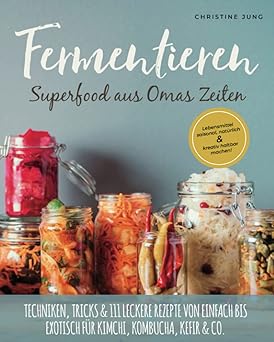 CHRISTINE JUNG
Fermentieren
Superfood aus Omas Zeiten
Lebensmittel
saisonal, natürlich
&
kreativ haltbar
machen!
TECHNIKEN, TRICKS & 111 LECKERE REZEPTE VON EINFACH BIS
EXOTISCH FÜR KIMCHI, KOMBUCHA, KEFIR & CO.